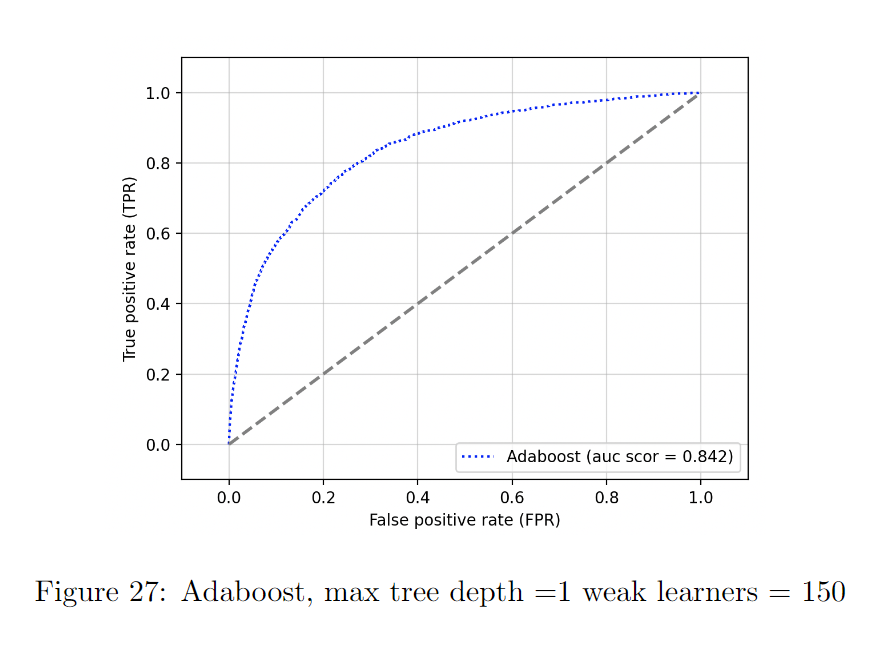 1.0
0.8
0.6
0.4
0.2
0.0
True positive rate (TPR)
Adaboost (auc scor = 0.842)
0.0 0.2 0.4 0.6 0.8 1.0
False positive rate (FPR)
Figure 27: Adaboost, max tree depth =1 weak learners = 150